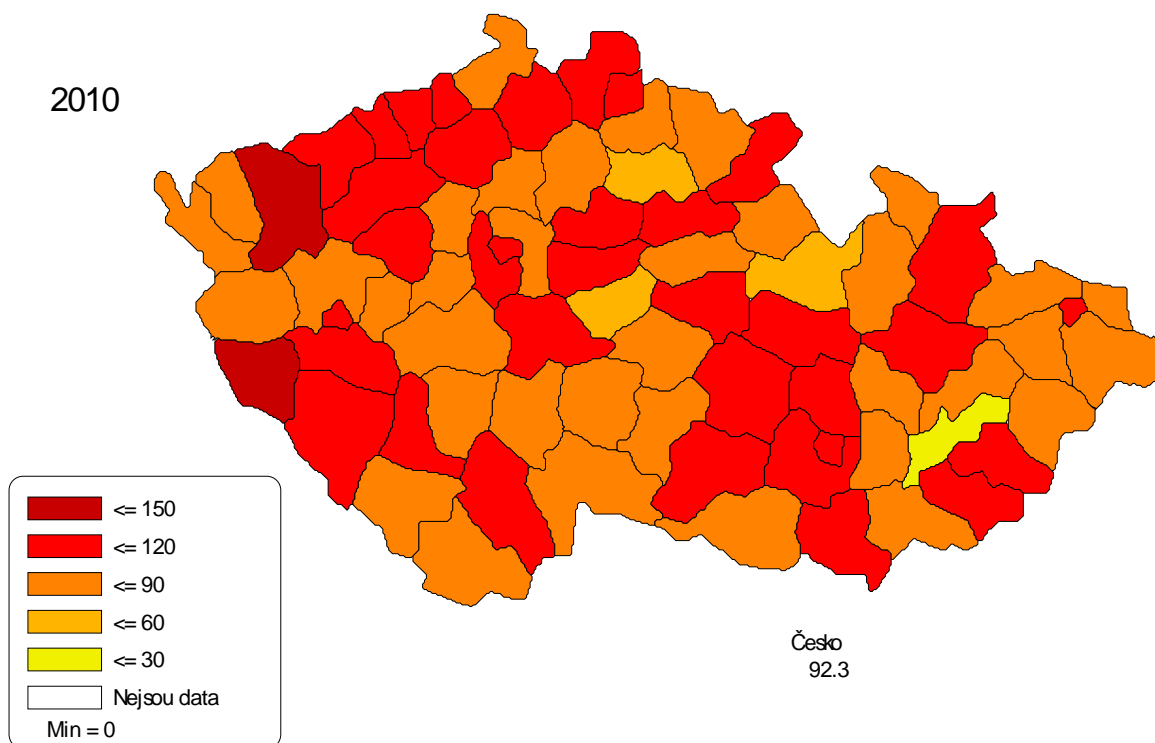 2010
<= 150
<= 120
<= 90
<= 60
<= 30
Nejsou data
Min = 0
Česko
92.3